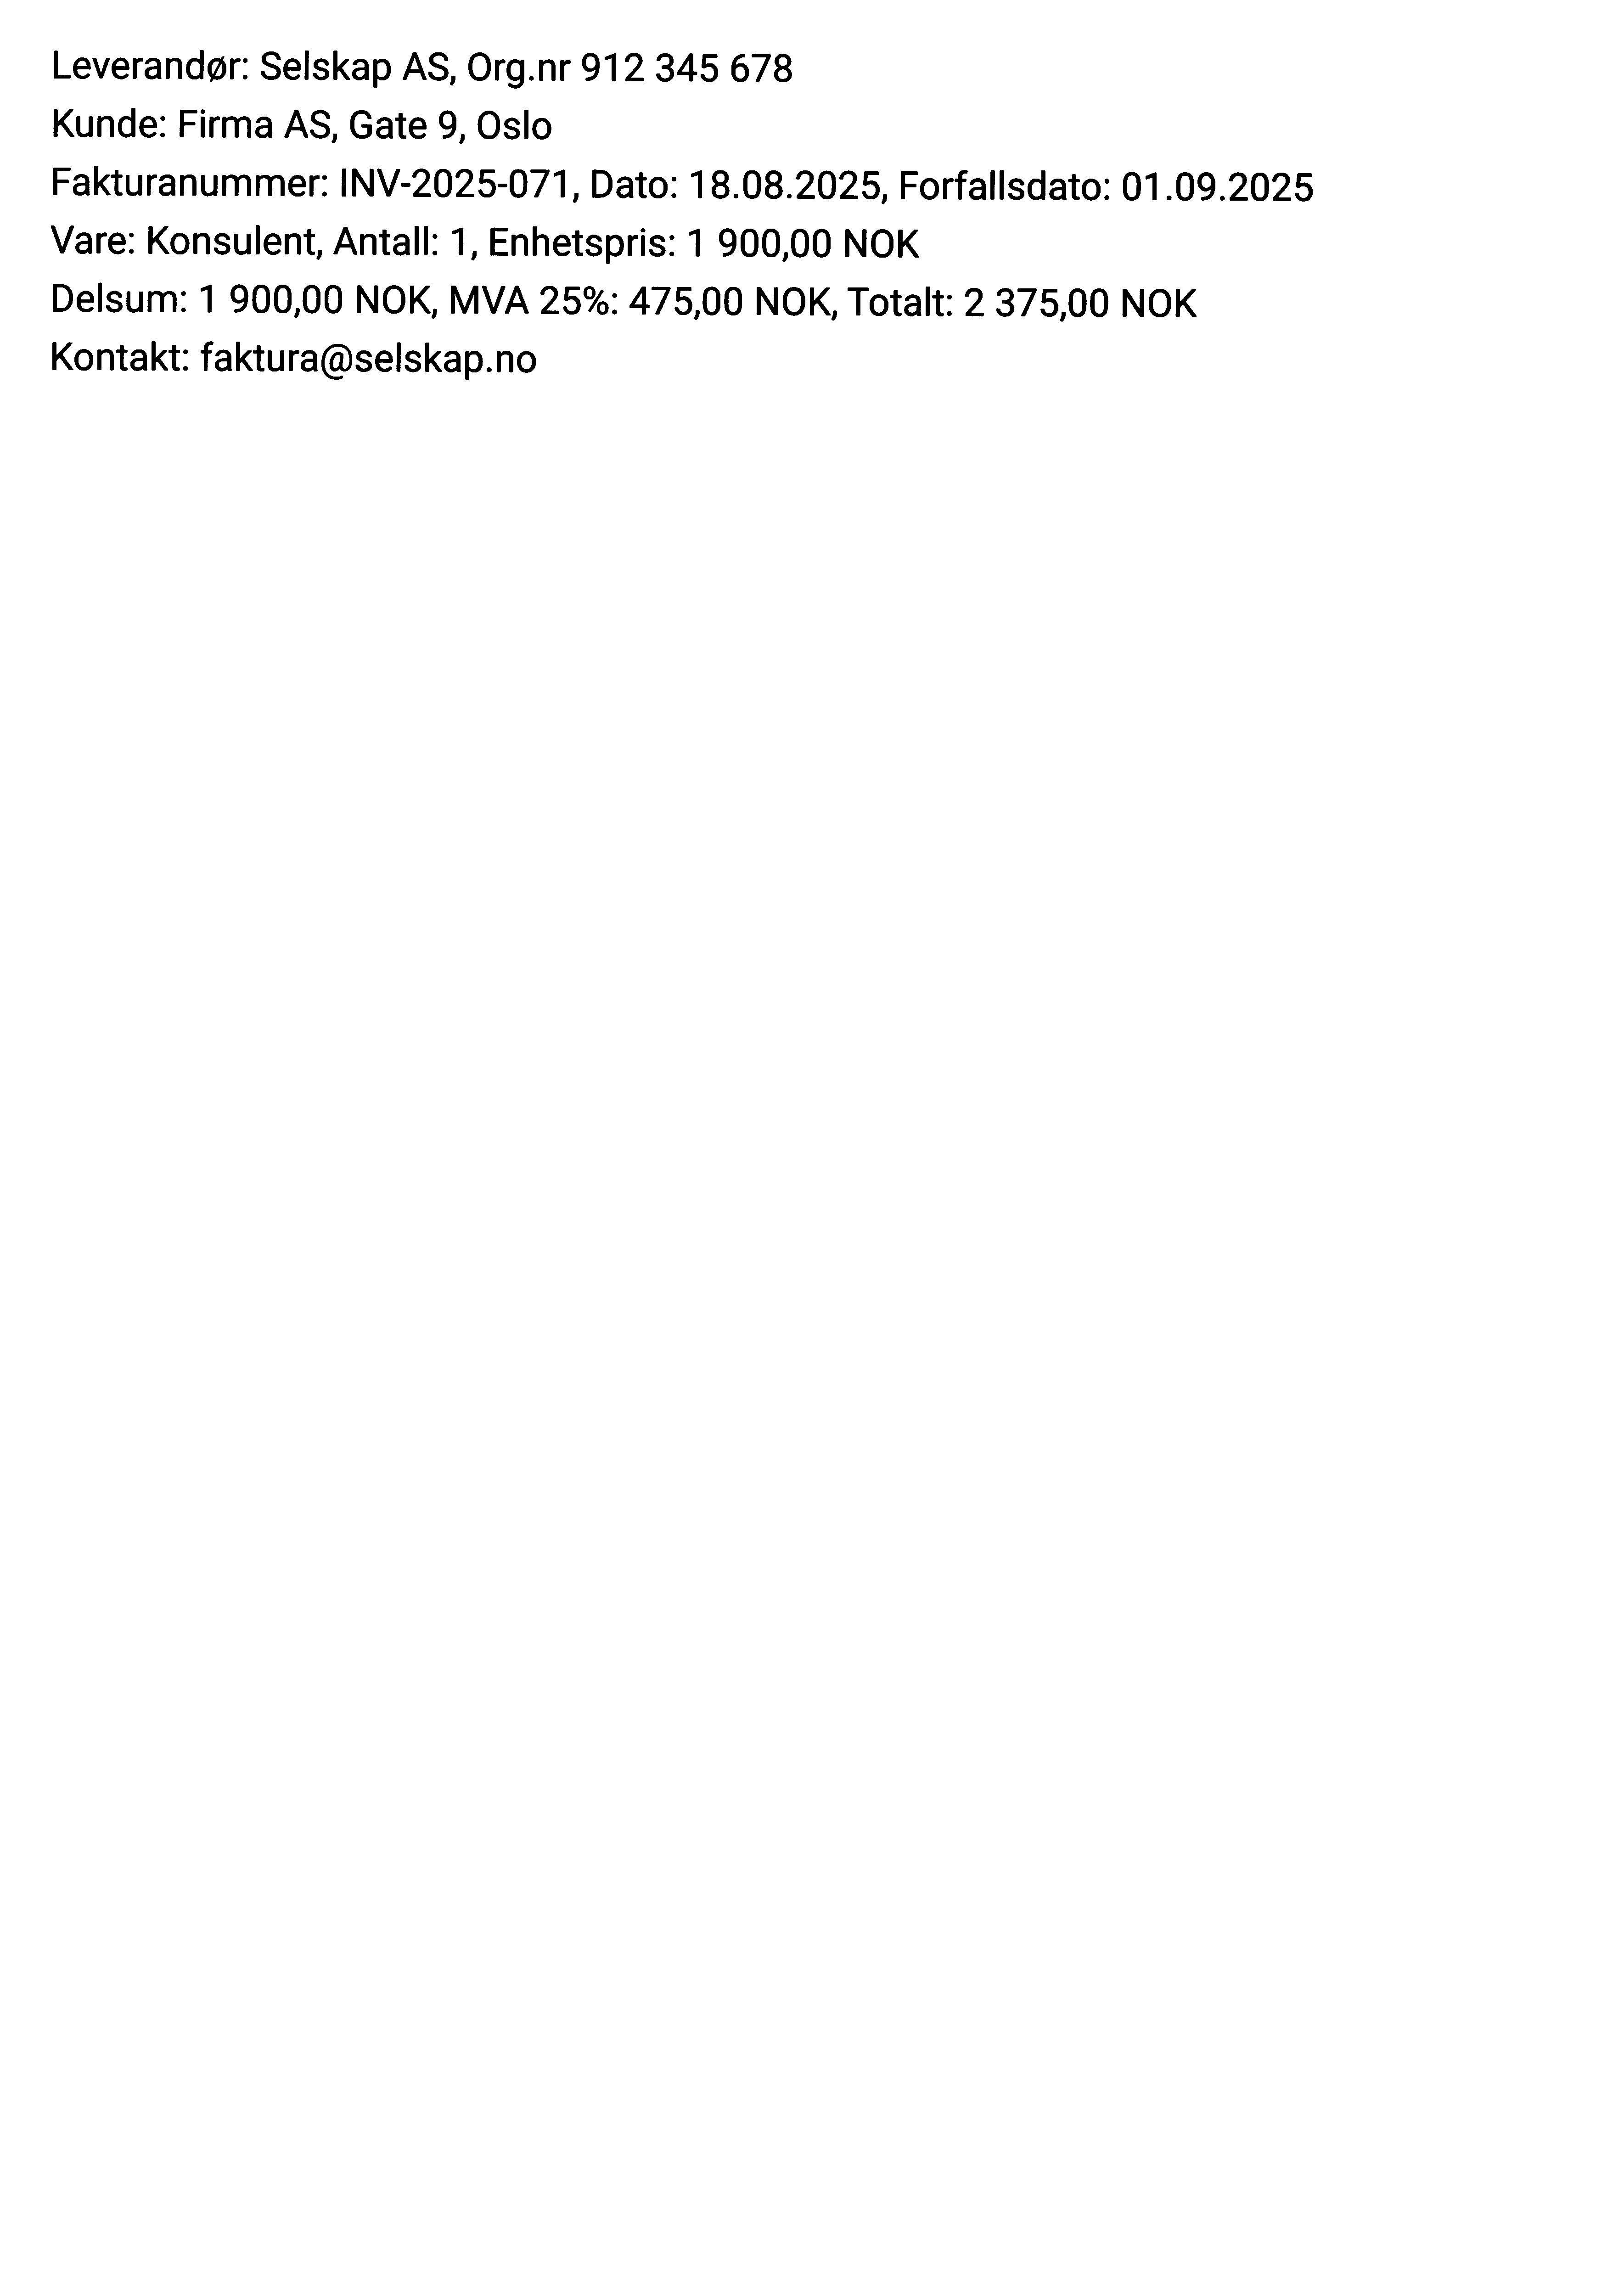 Leverandør: Selskap AS, Org.nr 912 345 678
Kunde: Firma AS, Gate 9, Oslo
Fakturanummer: INV-2025-071, Dato: 18.08.2025, Forfallsdato: 01.09.2025
Vare: Konsulent, Antall: 1, Enhetspris: 1 900,00 NOK
Delsum: 1 900,00 NOK, MVA 25%: 475,00 NOK, Totalt: 2 375,00 NOK
Kontakt: faktura@selskap.no